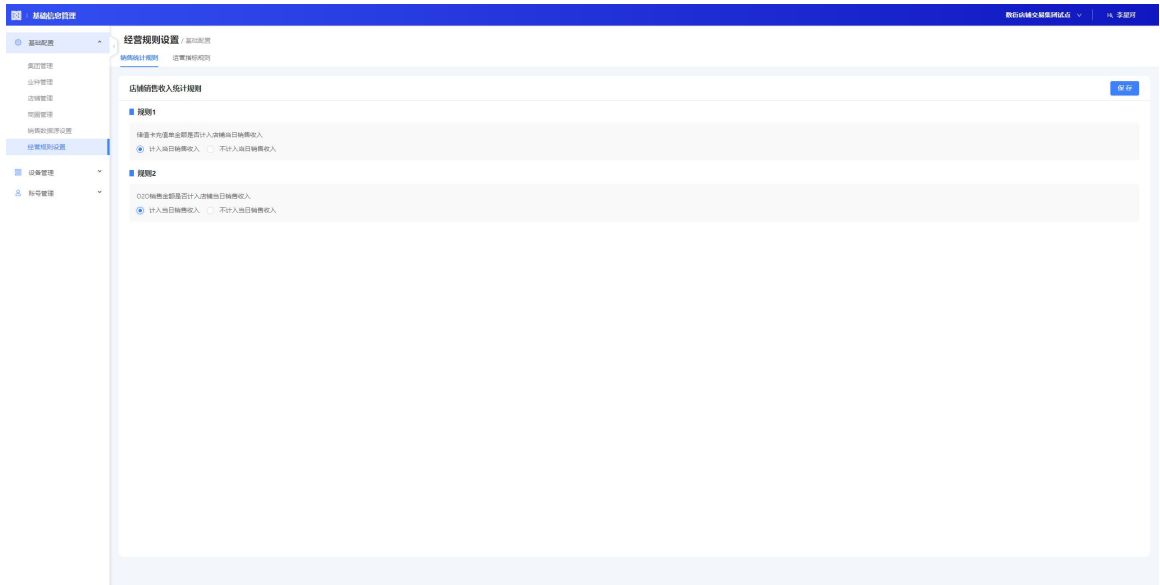 基础信息管理
数衍店铺交易集团试点
Hi, 李星河
基础配置
集团管理
业种管理
店铺管理
商圈管理
销售数据源设置
经营规则设置
设备管理
账号管理
经营规则设置 / 基础配置
销售统计规则 运营指标规则
店铺销售收入统计规则
保存
规则1
储值卡充值单金额是否计入店铺当日销售收入
计入当日销售收入 不计入当日销售收入
规则2
O2O销售金额是否计入店铺当日销售收入
计入当日销售收入 不计入当日销售收入